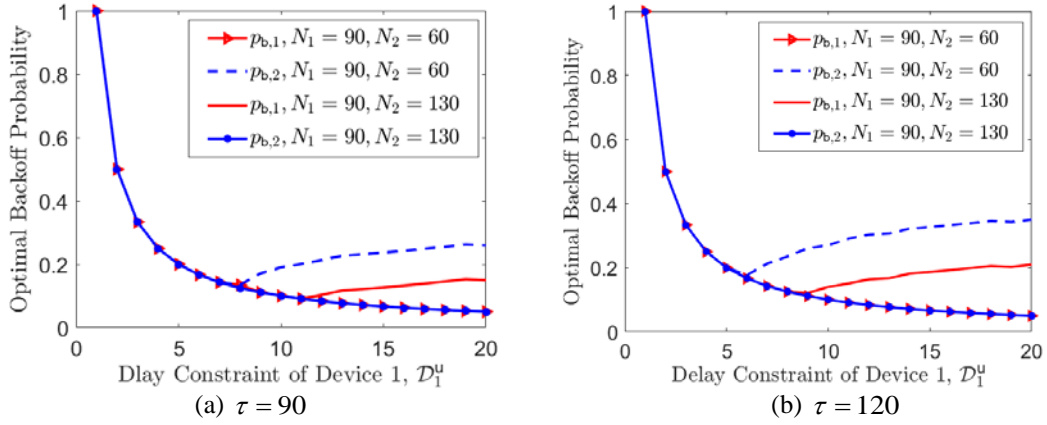 1
0.8
0.6
0.4
0.2
0
Optimal Backoff Probability
p_{b,1}, N_1 = 90, N_2 = 60
p_{b,2}, N_1 = 90, N_2 = 60
p_{b,1}, N_1 = 90, N_2 = 130
p_{b,2}, N_1 = 90, N_2 = 130
0 5 10 15 20
Dlay Constraint of Device 1, 𝒟_1^u
(a) τ = 90
1
0.8
0.6
0.4
0.2
0
Optimal Backoff Probability
p_{b,1}, N_1 = 90, N_2 = 60
p_{b,2}, N_1 = 90, N_2 = 60
p_{b,1}, N_1 = 90, N_2 = 130
p_{b,2}, N_1 = 90, N_2 = 130
0 5 10 15 20
Delay Constraint of Device 1, 𝒟_1^u
(b) τ = 120